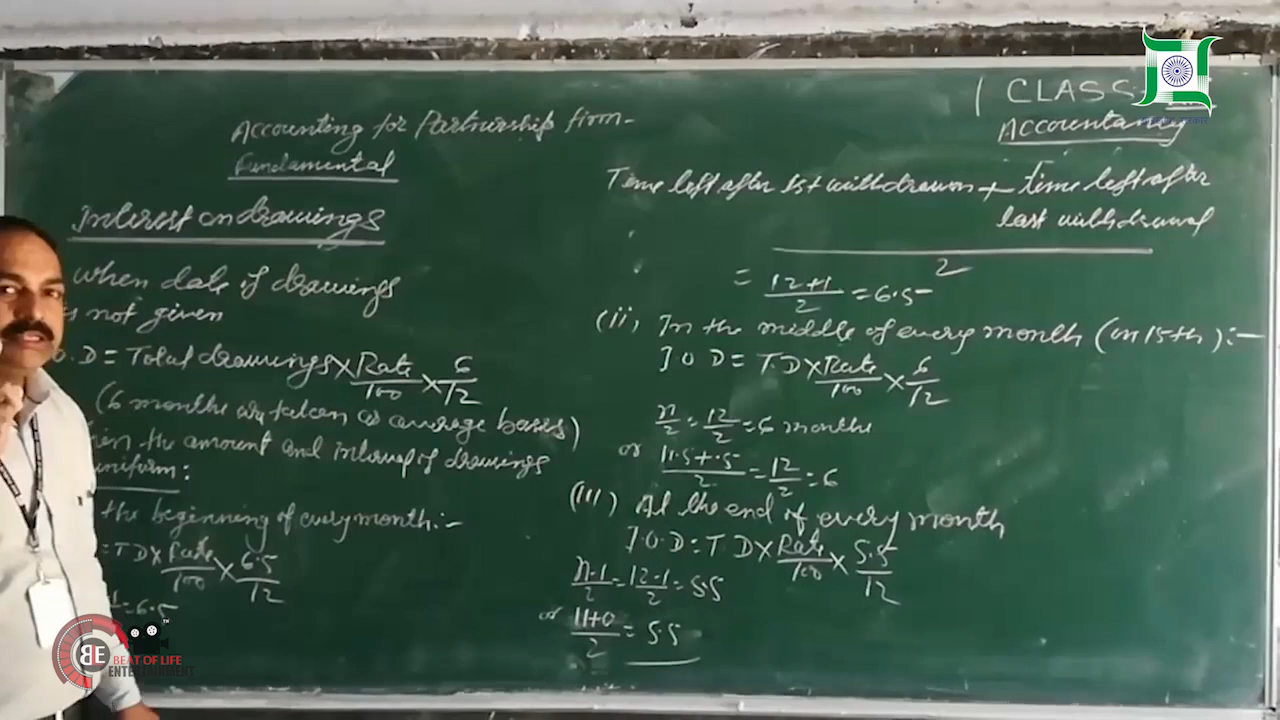 CLASS
Accountancy
Accounting for Partnership firm-
Fundamental
Interest on drawings
when date of drawings
s not given
O.D = Total drawings × Rate/100 × 6/12
(6 months are taken as average basis)
the amount and interval of drawings
uniform:
the beginning of every month:-
= T.D × Rate/100 × 6.5/12
= 6.5
Time left after 1st withdrawn + time left after
last withdrawal
2
= 12+1/2 = 6.5
(ii) In the middle of every month (on 15th):-
I O D = T.D × Rate/100 × 6/12
n/2 = 12/2 = 6 months
or 11.5+.5/2 = 12/2 = 6
(iii) At the end of every month
I.O.D = T.D × Rate/100 × 5.5/12
n-1/2 = 12-1/2 = 5.5
or 11+0/2 = 5.5
BE BEAT OF LIFE
ENTERTAINMENT
TM